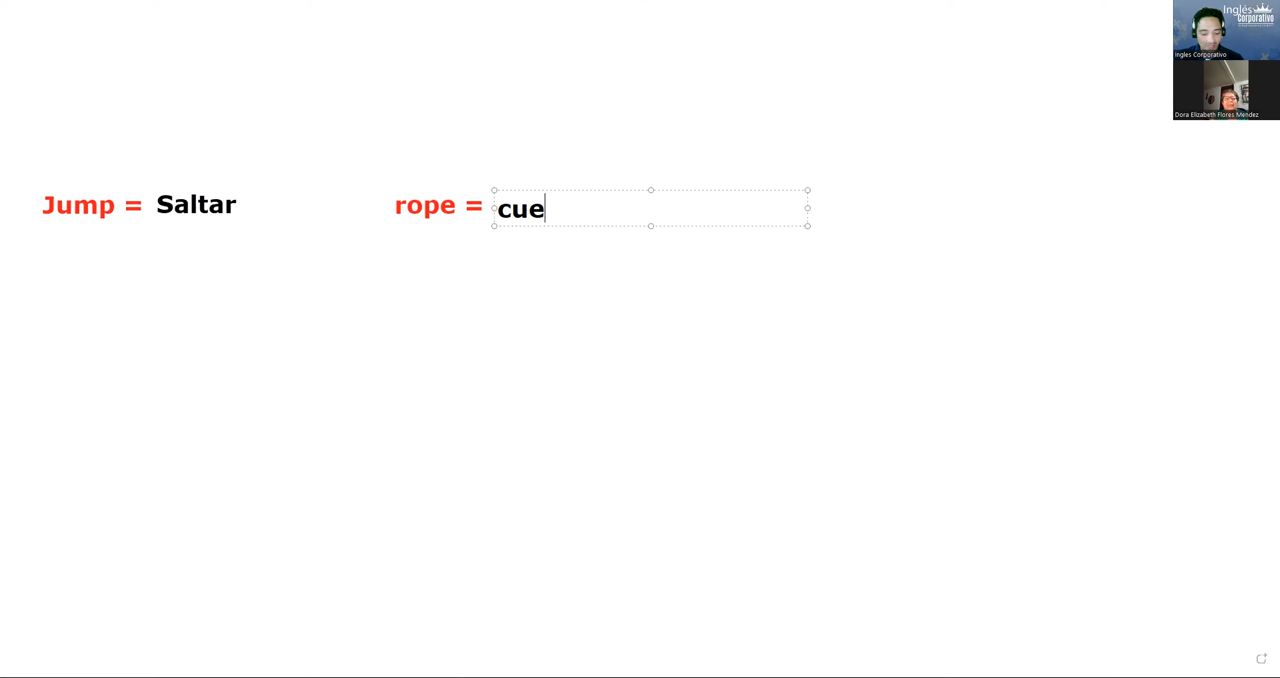 Inglés
Corporativo
Ingles Corporativo
Dora Elizabeth Flores Mendez
Jump = Saltar rope = cue